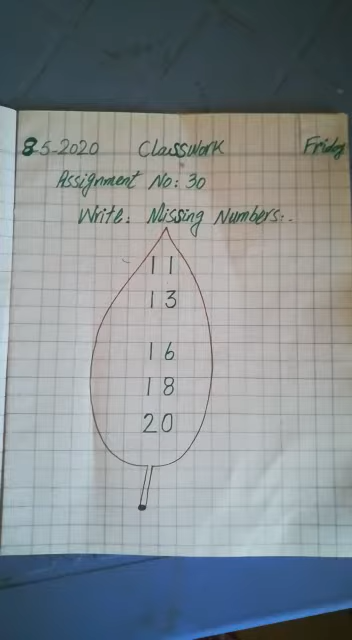 8-5-2020 Classwork Friday
Assignment No: 30
Write: Missing Numbers:-
11
13
16
18
20